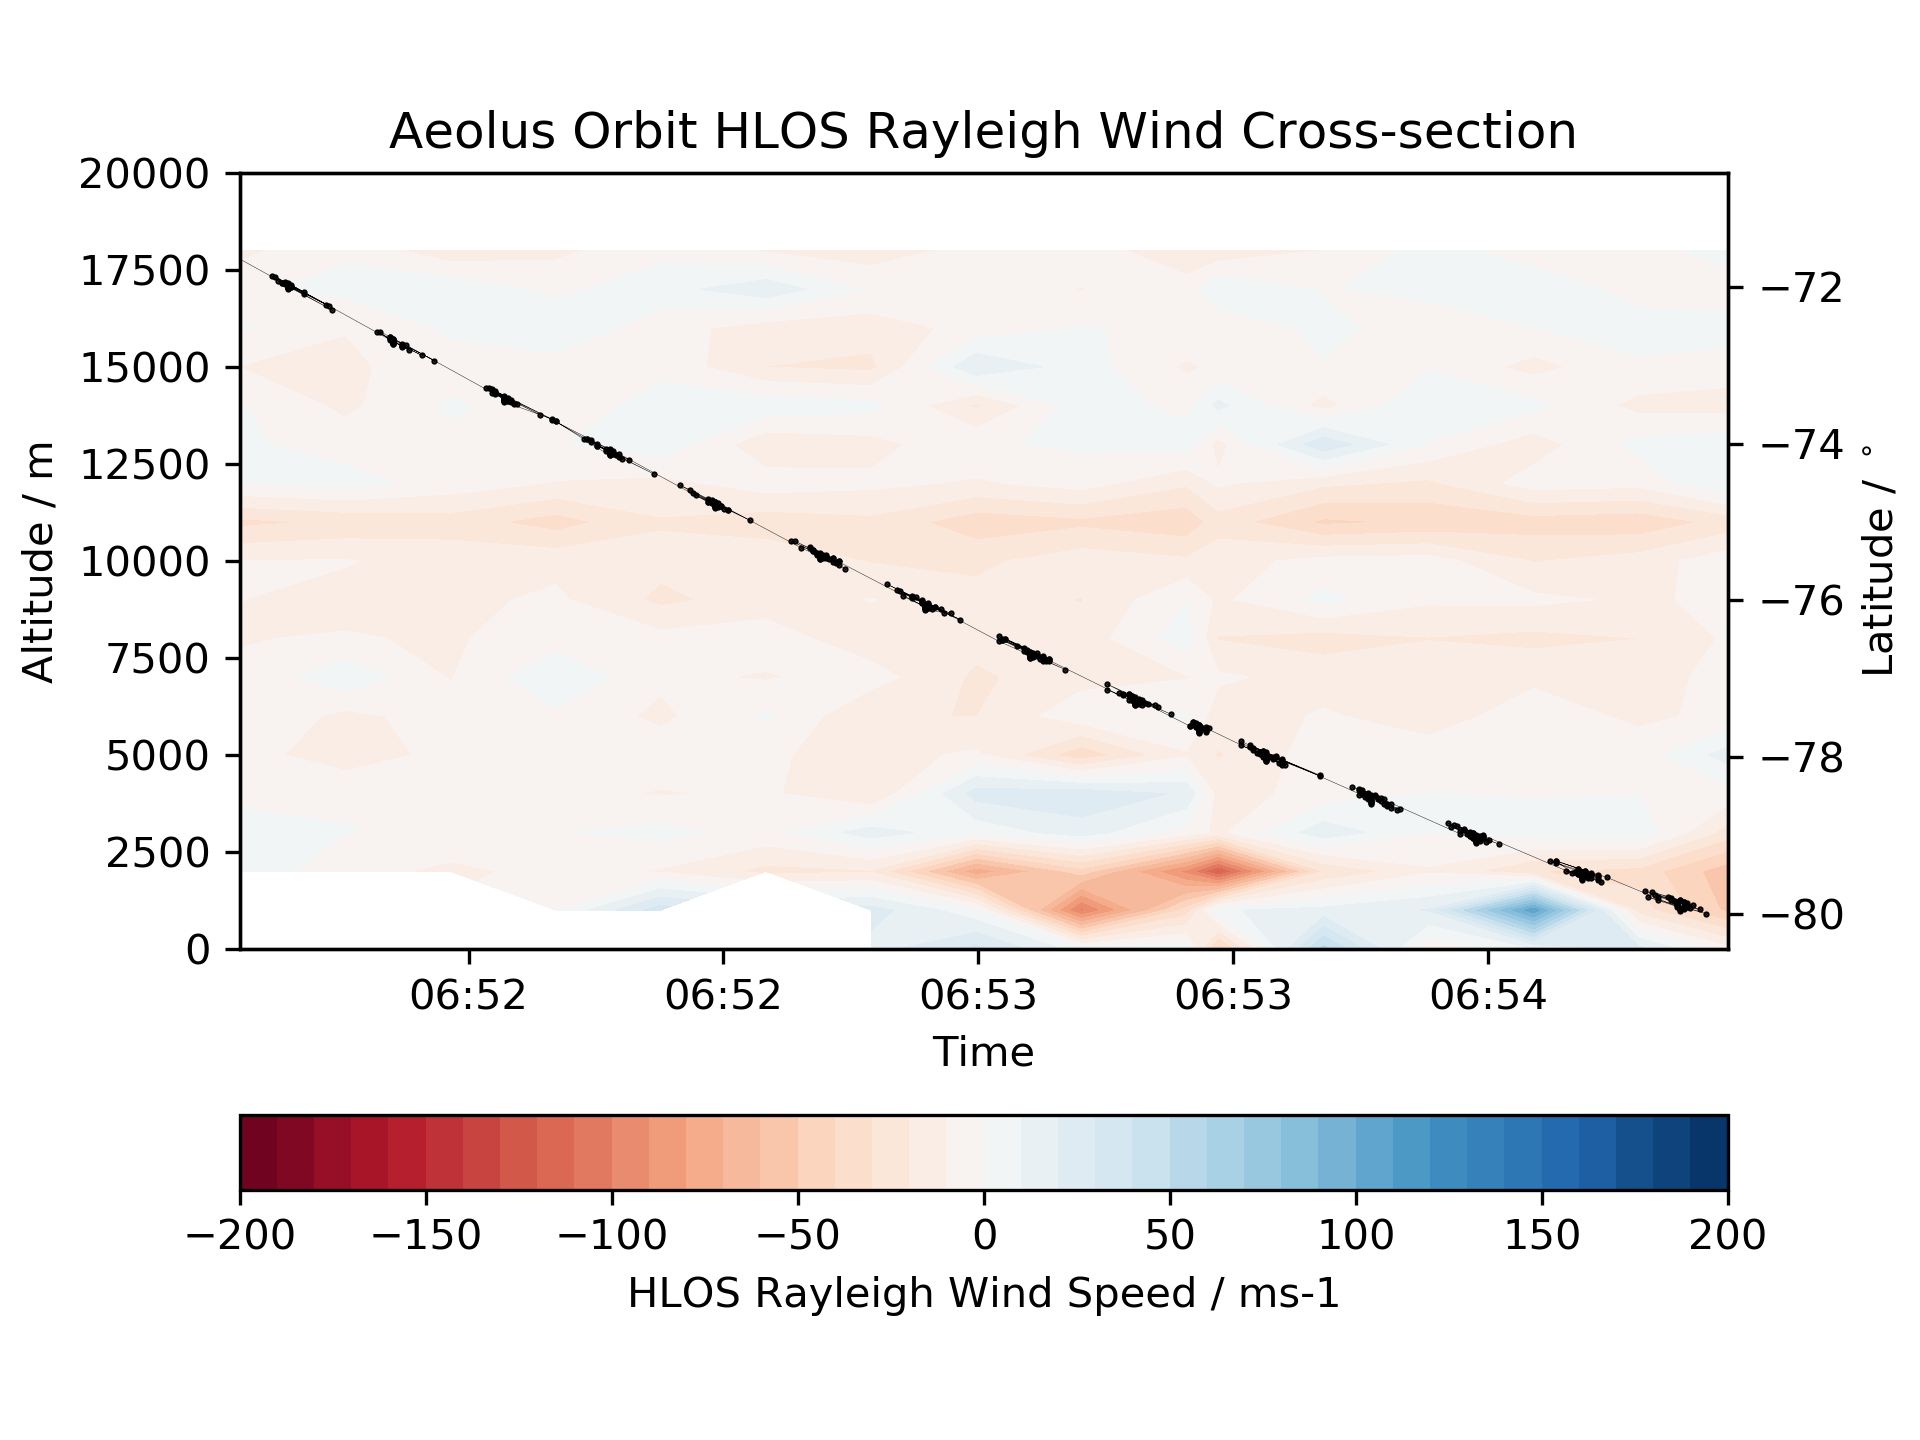 Aeolus Orbit HLOS Rayleigh Wind Cross-section
20000
17500
15000
12500
10000
7500
5000
2500
0
Altitude / m
−72
−74
−76
−78
−80
Latitude / °
06:52 06:52 06:53 06:53 06:54
Time
−200 −150 −100 −50 0 50 100 150 200
HLOS Rayleigh Wind Speed / ms-1